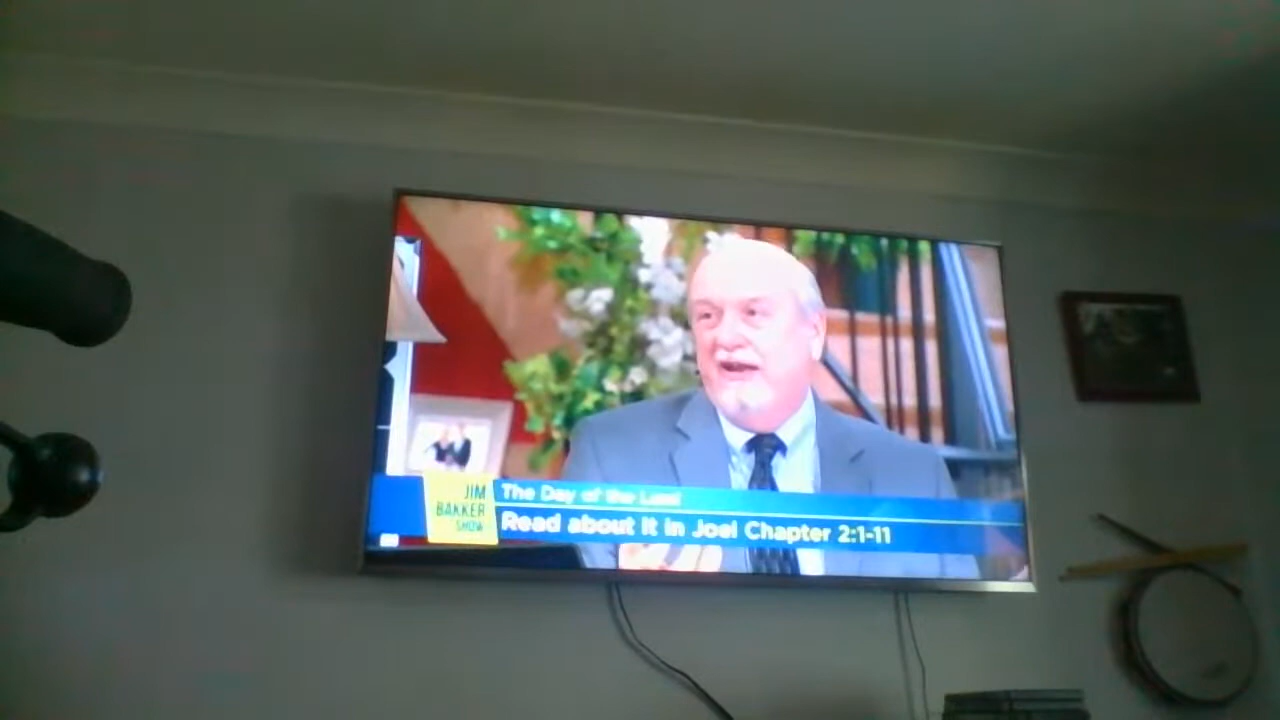 JIM
BAKKER
SHOW
The Day of the Lord
Read about it in Joel Chapter 2:1-11